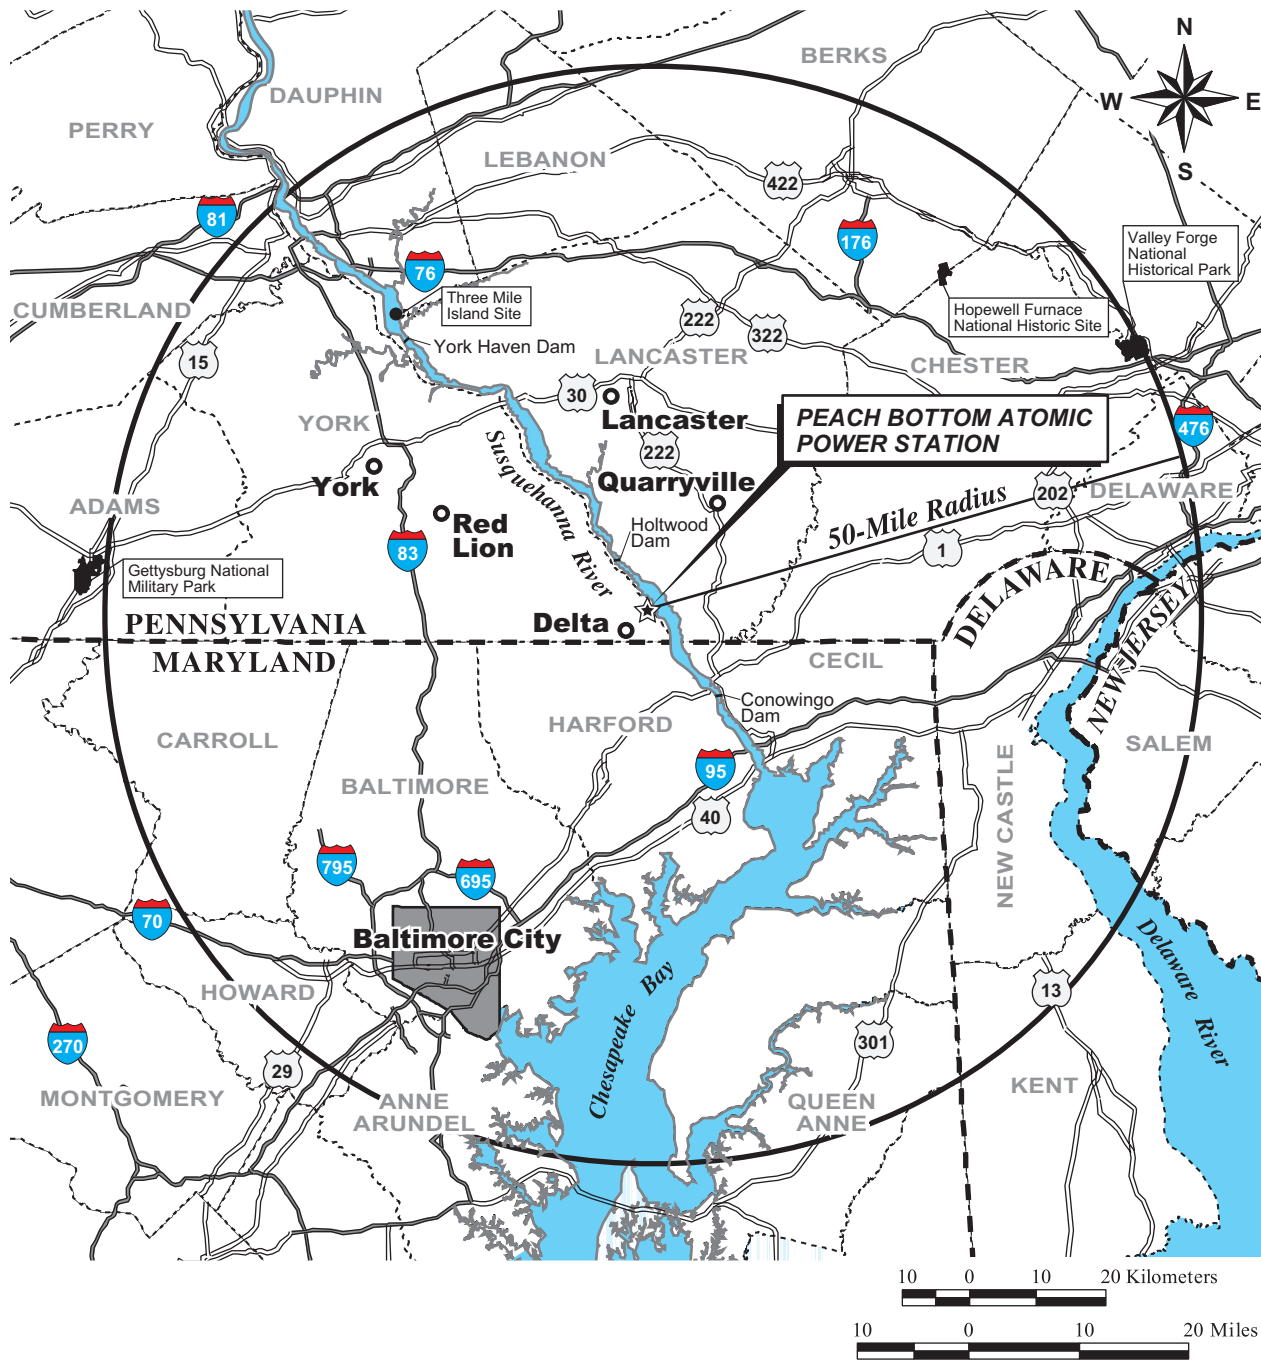 N
BERKS
DAUPHIN
W
E
PERRY
LEBANON
S
422
81
176
Valley Forge
National
Historical Park
76
Three Mile
Island Site
Hopewell Furnace
National Historic Site
CUMBERLAND
222
322
York Haven Dam
LANCASTER
15
CHESTER
30
Lancaster
YORK
PEACH BOTTOM ATOMIC
POWER STATION
476
222
Susquehanna River
York
Quarryville
202
DELAWARE
ADAMS
50-Mile Radius
Red
Lion
Holtwood
Dam
83
1
Gettysburg National
Military Park
DELAWARE
NEW JERSEY
PENNSYLVANIA
Delta
MARYLAND
CECIL
Conowingo
Dam
CARROLL
HARFORD
SALEM
95
BALTIMORE
40
NEW CASTLE
795
695
70
Baltimore City
Delaware River
HOWARD
Chesapeake Bay
13
270
301
29
MONTGOMERY
KENT
ANNE
ARUNDEL
QUEEN
ANNE
10 0 10 20 Kilometers
10 0 10 20 Miles